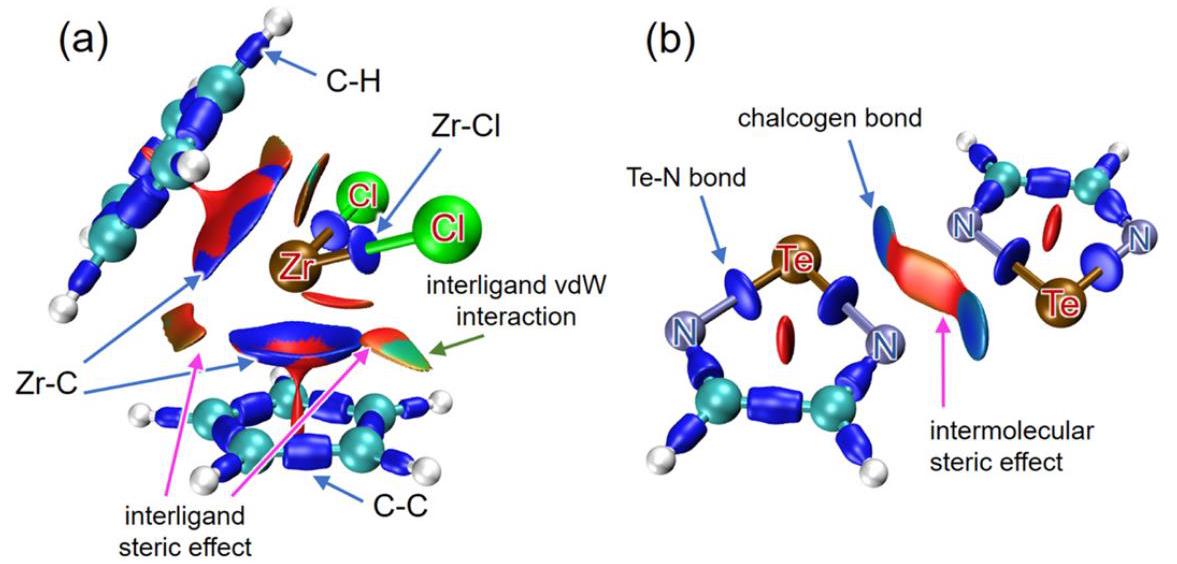 (a)
C-H
Zr-Cl
Cl
Cl
Zr
interligand vdW
interaction
Zr-C
interligand
steric effect
C-C
(b)
chalcogen bond
Te-N bond
Te
N
N
N
N
Te
intermolecular
steric effect